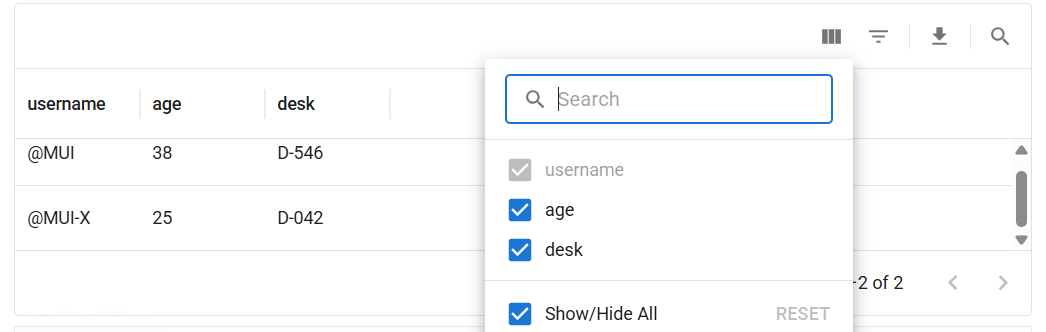 username age desk
@MUI 38 D-546
@MUI-X 25 D-042
Search
username
age
desk
Show/Hide All RESET
–2 of 2